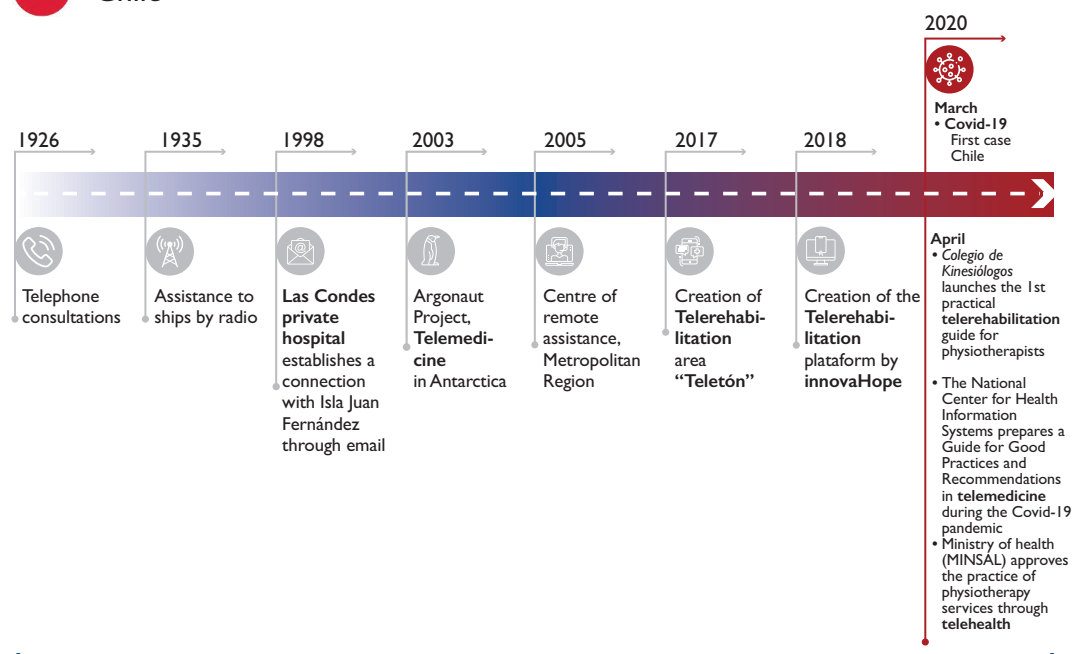 Chile
1926
Telephone
consultations
1935
Assistance to
ships by radio
1998
Las Condes
private
hospital
establishes a
connection
with Isla Juan
Fernández
through email
2003
Argonaut
Project,
Telemedi-
cine
in Antarctica
2005
Centre of
remote
assistance,
Metropolitan
Region
2017
Creation of
Telerehabi-
litation
area
“Teletón”
2018
Creation of the
Telerehabi-
litation
plataform by
innovaHope
2020
March
• Covid-19
First case
Chile
April
• Colegio de
Kinesiólogos
launches the 1st
practical
telerehabilitation
guide for
physiotherapists
• The National
Center for Health
Information
Systems prepares a
Guide for Good
Practices and
Recommendations
in telemedicine
during the Covid-19
pandemic
• Ministry of health
(MINSAL) approves
the practice of
physiotherapy
services through
telehealth